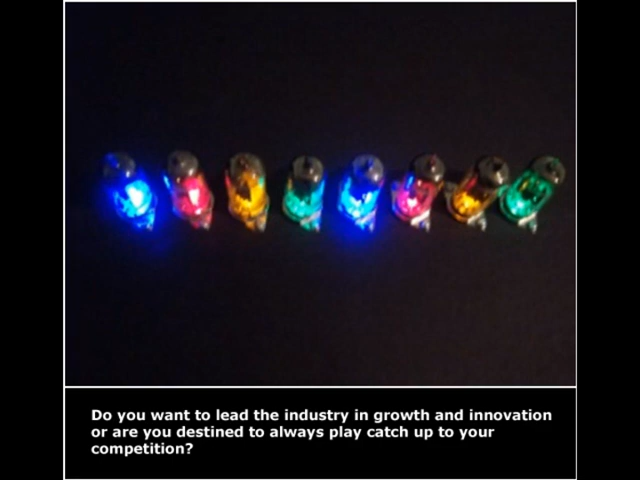 Do you want to lead the industry in growth and innovation
or are you destined to always play catch up to your
competition?